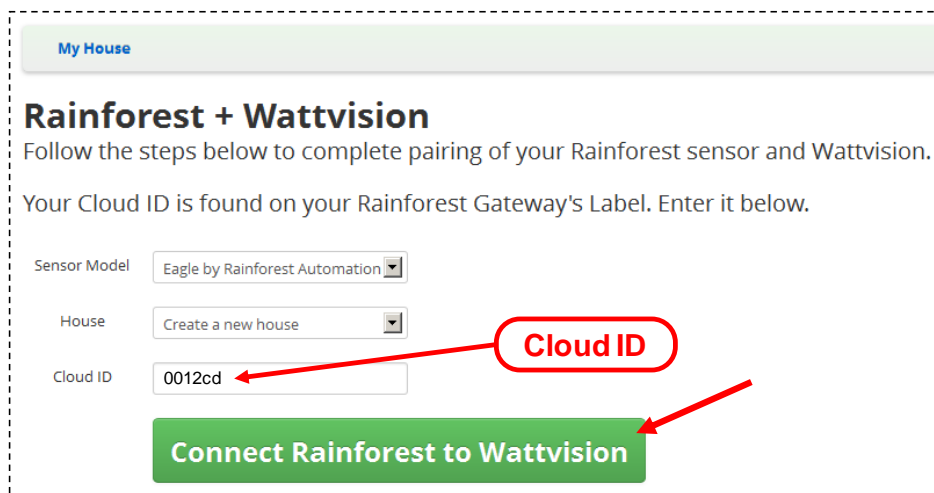 My House
Rainforest + Wattvision
Follow the steps below to complete pairing of your Rainforest sensor and Wattvision.
Your Cloud ID is found on your Rainforest Gateway's Label. Enter it below.
Sensor Model Eagle by Rainforest Automation
House Create a new house
Cloud ID
Cloud ID 0012cd
Connect Rainforest to Wattvision